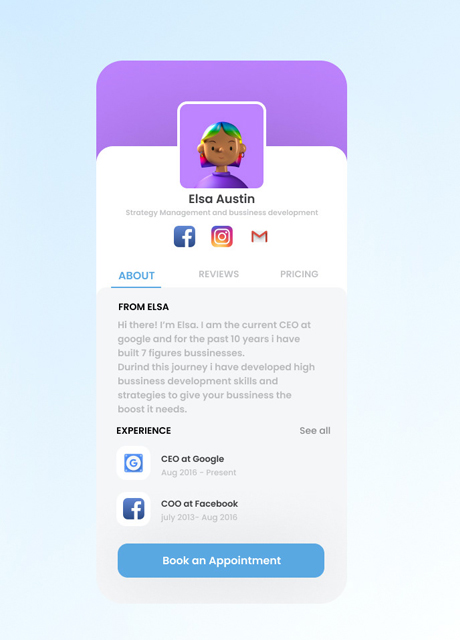 Elsa Austin
Strategy Management and bussiness development
ABOUT
REVIEWS
PRICING
FROM ELSA
Hi there! I'm Elsa. I am the current CEO at
google and for the past 10 years i have
built 7 figures bussinesses.
Durind this journey i have developed high
bussiness development skills and
strategies to give your bussiness the
boost it needs.
EXPERIENCE
See all
CEO at Google
Aug 2016 - Present
COO at Facebook
july 2013- Aug 2016
Book an Appointment